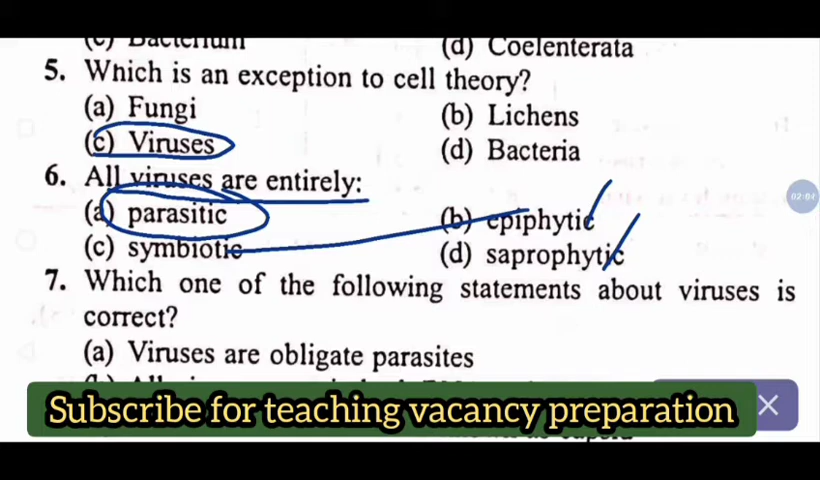 (c) Bacterium (d) Coelenterata
5. Which is an exception to cell theory?
(a) Fungi (b) Lichens
(c) Viruses (d) Bacteria
6. All viruses are entirely:
(a) parasitic (b) epiphytic
(c) symbiotic (d) saprophytic
7. Which one of the following statements about viruses is
correct?
(a) Viruses are obligate parasites
Subscribe for teaching vacancy preparation
02:04